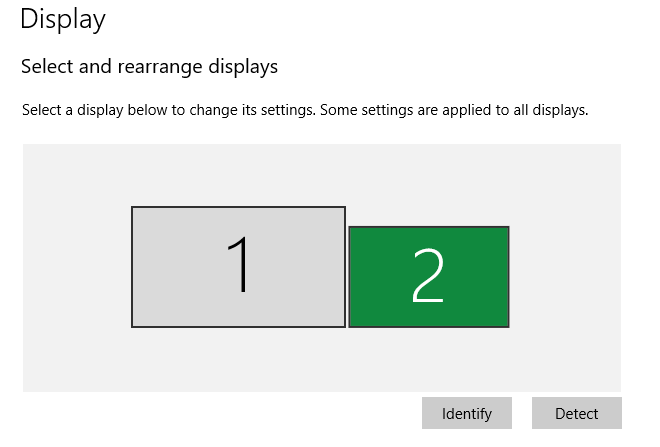 Display
Select and rearrange displays
Select a display below to change its settings. Some settings are applied to all displays.
1
2
Identify
Detect